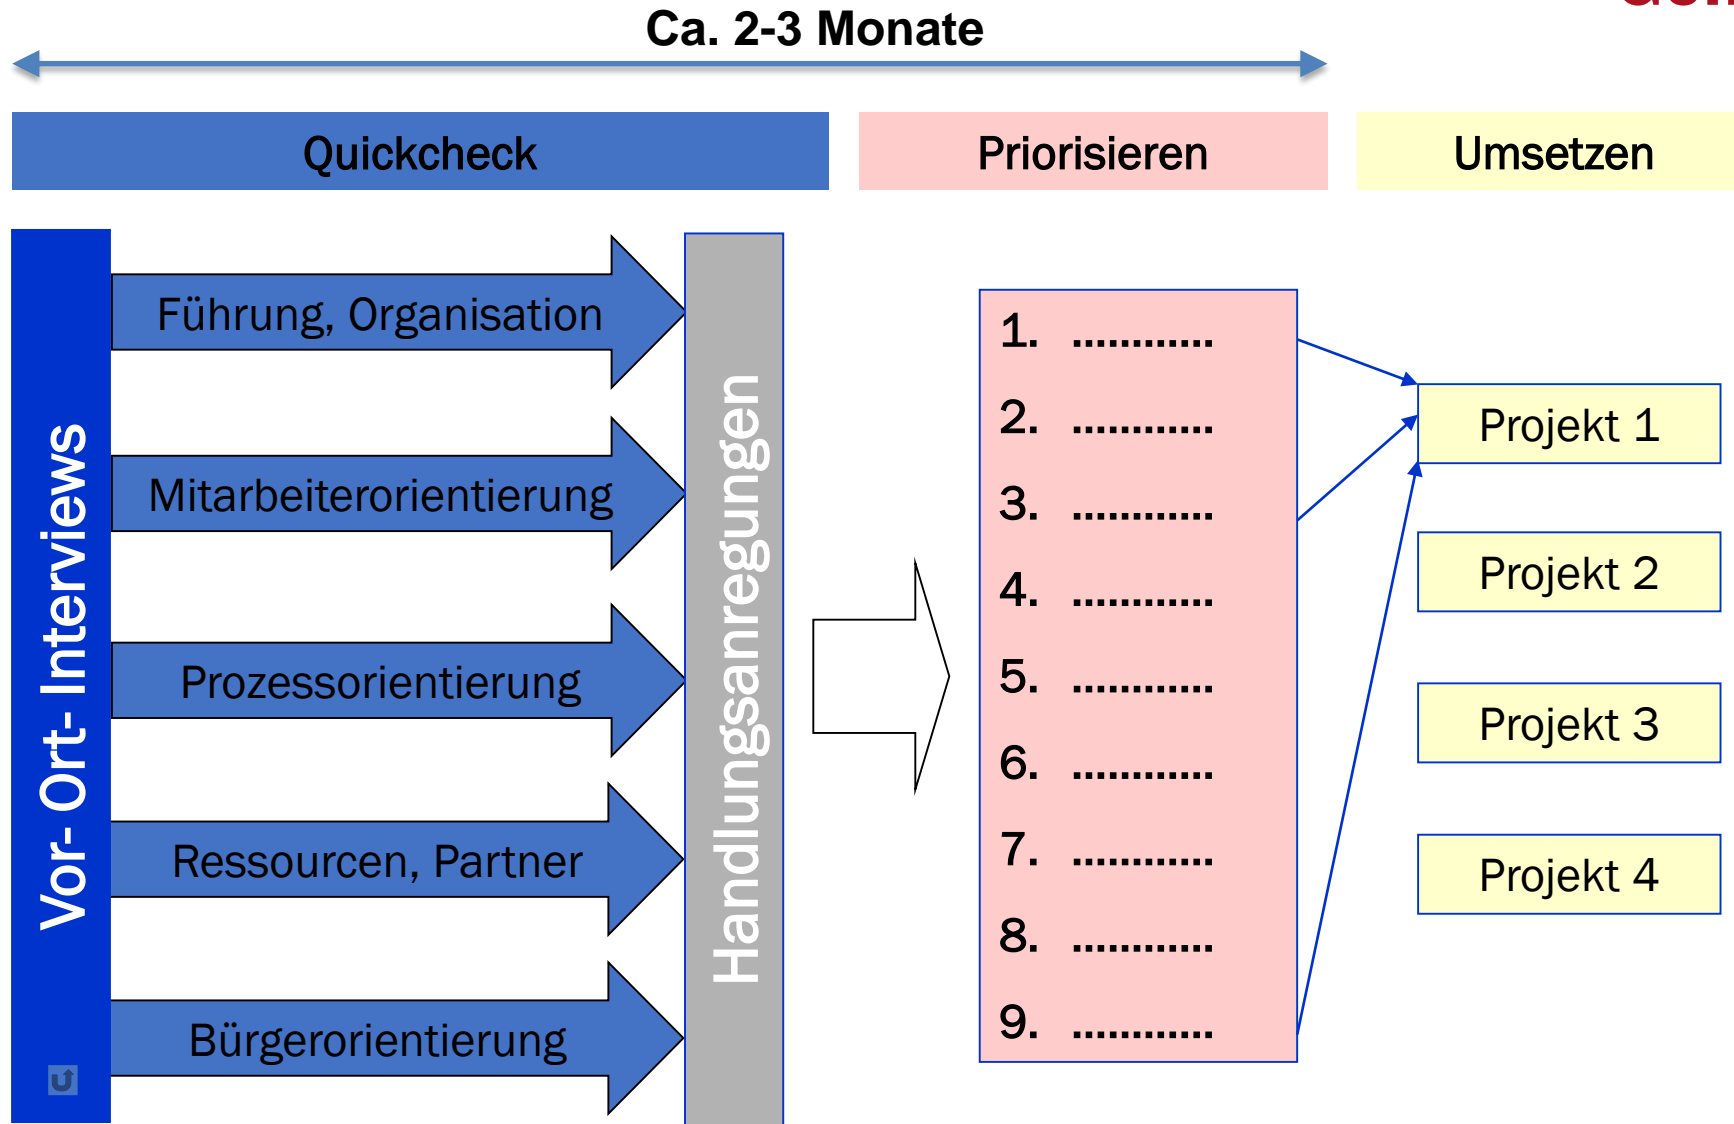 Ca. 2-3 Monate
Quickcheck
Priorisieren
Umsetzen
Vor- Ort- Interviews
Führung, Organisation
Mitarbeiterorientierung
Prozessorientierung
Ressourcen, Partner
Bürgerorientierung
Handlungsanregungen
1. ............
2. ............
3. ............
4. ............
5. ............
6. ............
7. ............
8. ............
9. ............
Projekt 1
Projekt 2
Projekt 3
Projekt 4